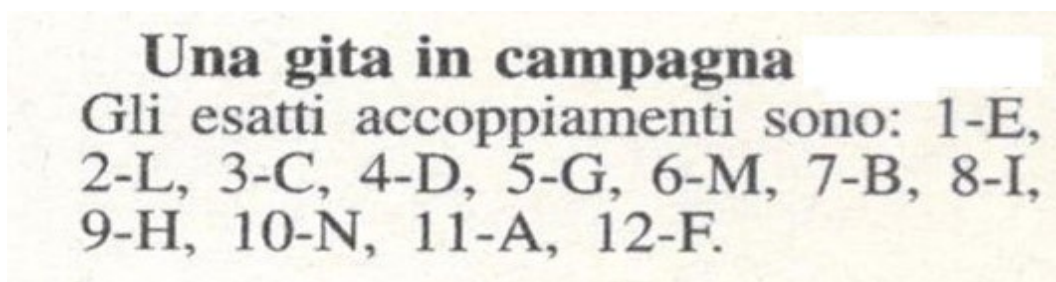 Una gita in campagna
Gli esatti accoppiamenti sono: 1-E,
2-L, 3-C, 4-D, 5-G, 6-M, 7-B, 8-I,
9-H, 10-N, 11-A, 12-F.